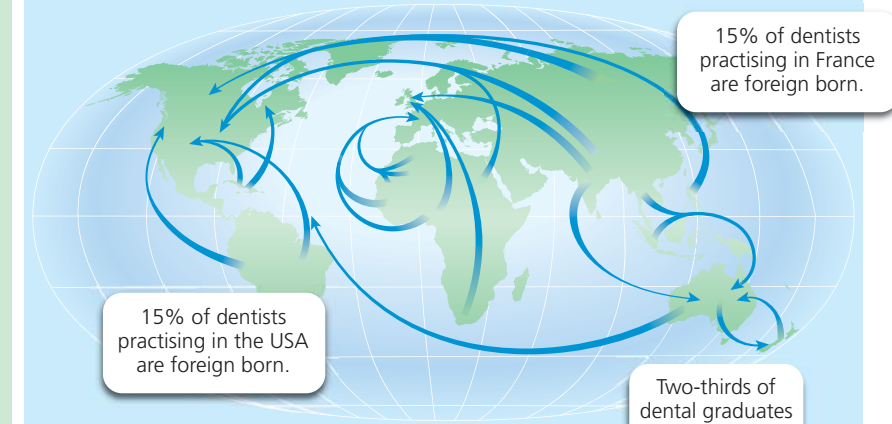 15% of dentists
practising in France
are foreign born.
15% of dentists
practising in the USA
are foreign born.
Two-thirds of
dental graduates